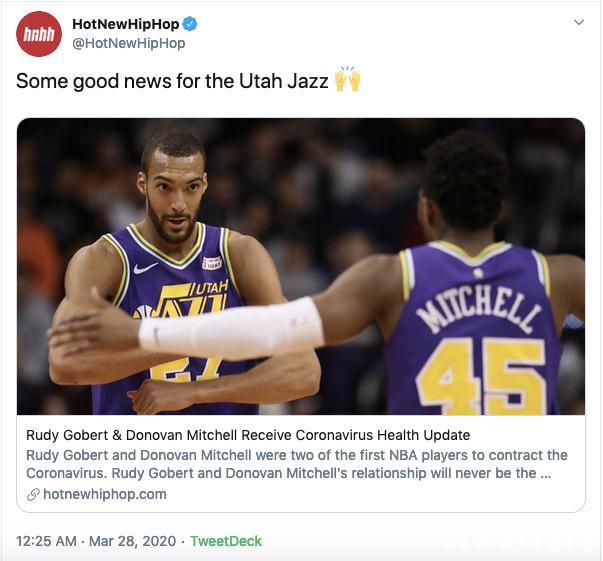 hnhh
HotNewHipHop
@HotNewHipHop
Some good news for the Utah Jazz 🙌
UTAH
JAZZ
27
MITCHELL
45
Rudy Gobert & Donovan Mitchell Receive Coronavirus Health Update
Rudy Gobert and Donovan Mitchell were two of the first NBA players to contract the
Coronavirus. Rudy Gobert and Donovan Mitchell's relationship will never be the ...
hotnewhiphop.com
12:25 AM · Mar 28, 2020 · TweetDeck